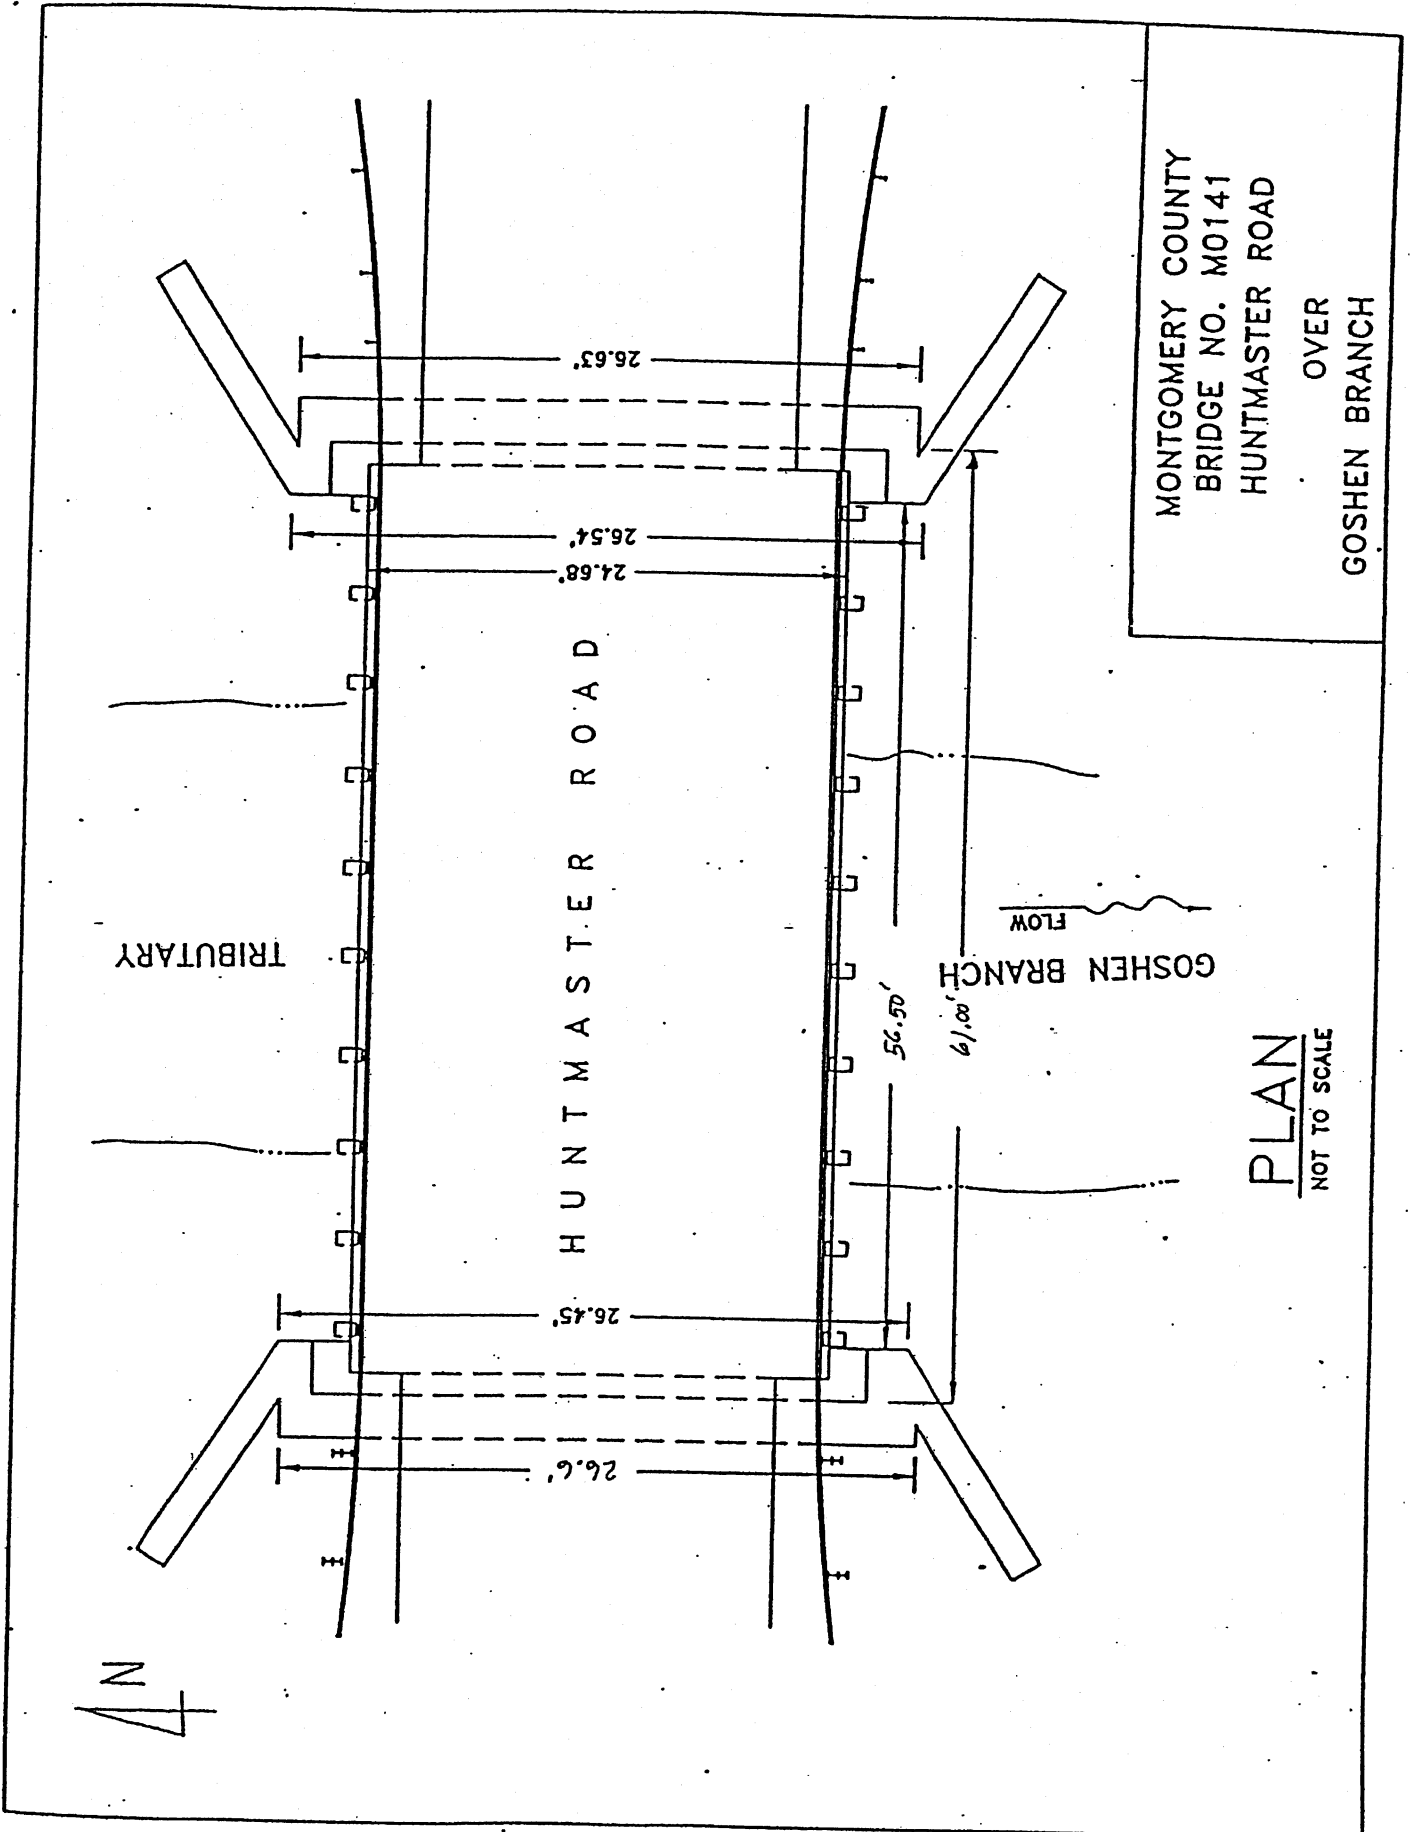 N
TRIBUTARY
HUNTMASTER ROAD
26.6'
26.45'
24.68'
26.54'
26.63'
56.50'
61.00'
GOSHEN BRANCH
FLOW
PLAN
NOT TO SCALE
MONTGOMERY COUNTY
BRIDGE NO. M0141
HUNTMASTER ROAD
OVER
GOSHEN BRANCH